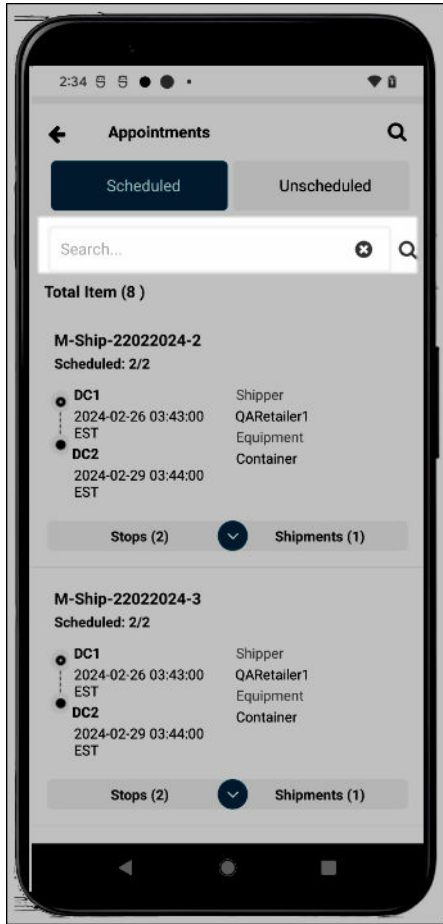 2:34
Appointments
Scheduled Unscheduled
Search...
Total Item (8 )
M-Ship-22022024-2
Scheduled: 2/2
DC1 Shipper
2024-02-26 03:43:00 QARetailer1
EST Equipment
DC2 Container
2024-02-29 03:44:00
EST
Stops (2) Shipments (1)
M-Ship-22022024-3
Scheduled: 2/2
DC1 Shipper
2024-02-26 03:43:00 QARetailer1
EST Equipment
DC2 Container
2024-02-29 03:44:00
EST
Stops (2) Shipments (1)